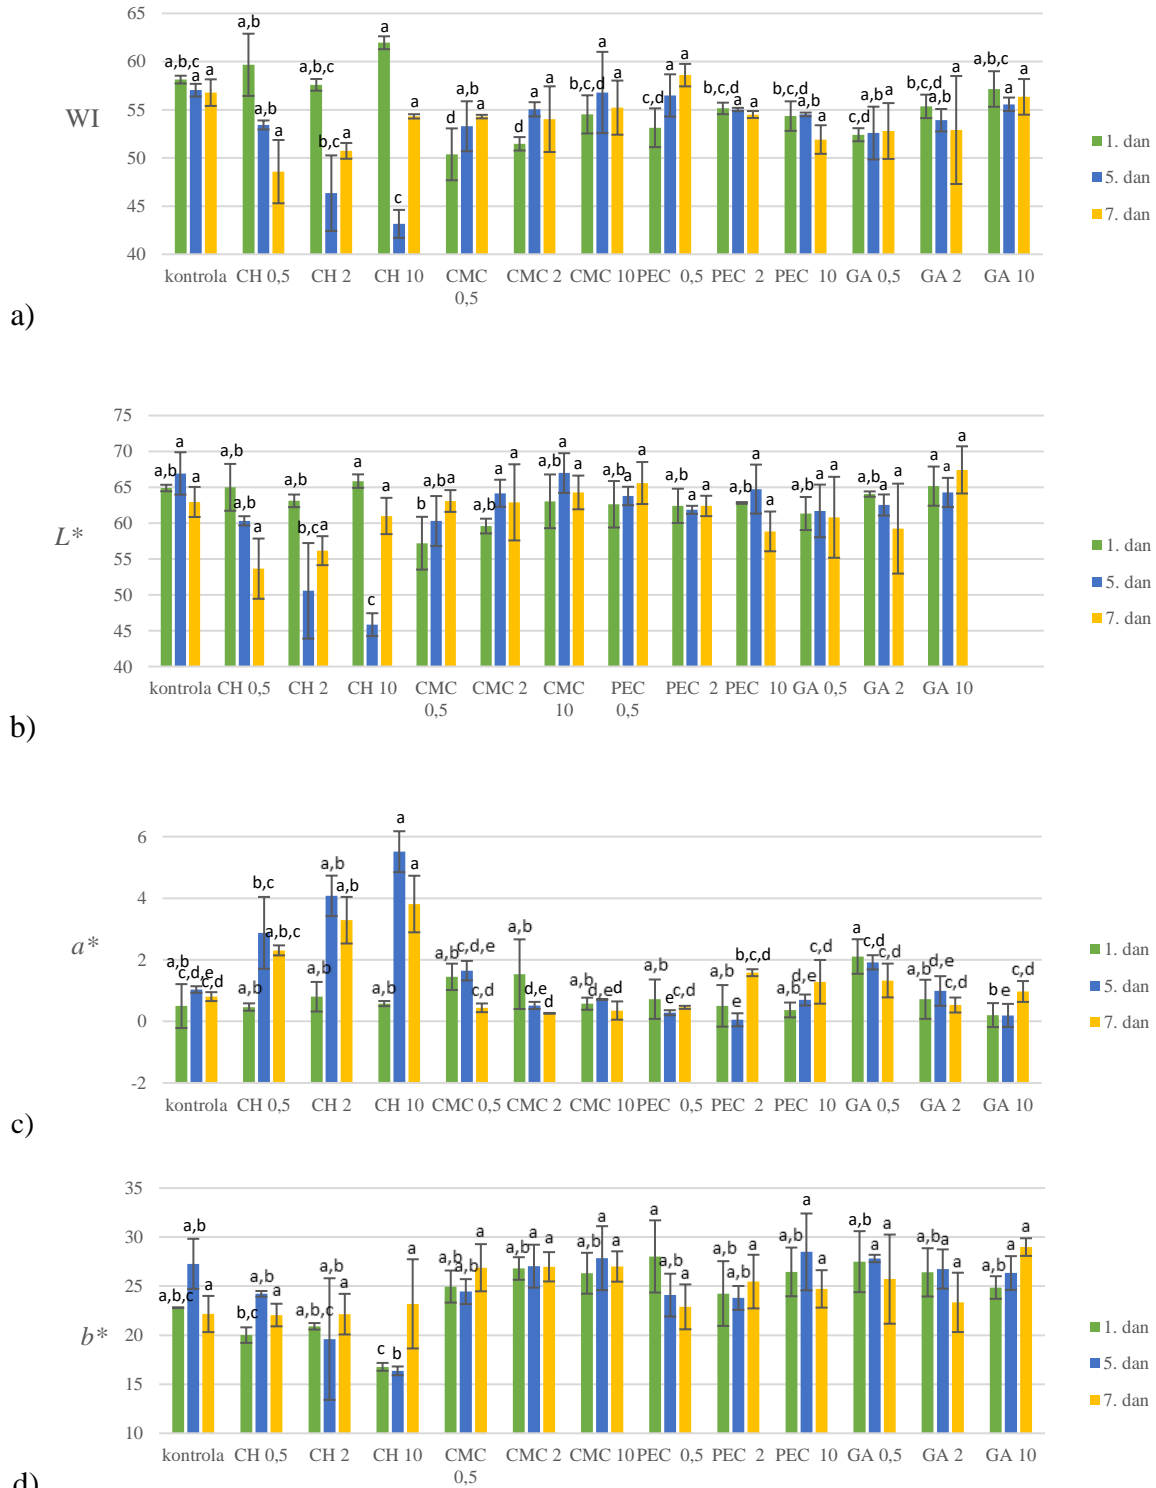 65
60
55
50
45
40
WI
a,b,c
a
a
a,b
a,b
a
a,b,c
b,c
a
a
c
a
d
a,b
a
d
a
a
b,c,d
a
a
c,d
a
a
b,c,d
a
a
b,c,d
a,b
a
c,d
a,b
a
b,c,d
a,b
a
a,b,c
a
a
kontrola CH 0,5 CH 2 CH 10 CMC 0,5 CMC 2 CMC 10 PEC 0,5 PEC 2 PEC 10 GA 0,5 GA 2 GA 10
1. dan
5. dan
7. dan
a)
75
70
65
60
55
50
45
40
L*
a,b
a
a
a,b
a,b
a
a,b
b,c
a
a
c
a
b
a,b
a
a,b
a
a
a,b
a
a
a,b
a
a
a,b
a
a
a,b
a
a
a,b
a
a
a,b
a
a
a
a
a
kontrola CH 0,5 CH 2 CH 10 CMC 0,5 CMC 2 CMC 10 PEC 0,5 PEC 2 PEC 10 GA 0,5 GA 2 GA 10
1. dan
5. dan
7. dan
b)
6
4
2
0
-2
a*
a,b
c,d,e
c,d
a,b
b,c
a,b,c
a,b
a,b
a,b
a,b
a
a
a,b
c,d,e
c,d
a,b
d,e
d
a,b
d,e
d
a,b
e
c,d
a,b
e
b,c,d
a,b
d,e
c,d
a
c,d
c,d
a,b
d,e
c,d
b
e
c,d
kontrola CH 0,5 CH 2 CH 10 CMC 0,5 CMC 2 CMC 10 PEC 0,5 PEC 2 PEC 10 GA 0,5 GA 2 GA 10
1. dan
5. dan
7. dan
c)
35
30
25
20
15
10
b*
a,b,c
a,b
a
b,c
a,b
a
a,b,c
a,b
a
c
b
a
a,b
a,b
a
a,b
a
a
a,b
a
a
a
a,b
a
a,b
a,b
a
a,b
a
a
a,b
a
a
a,b
a
a
a,b
a,b
a
kontrola CH 0,5 CH 2 CH 10 CMC 0,5 CMC 2 CMC 10 PEC 0,5 PEC 2 PEC 10 GA 0,5 GA 2 GA 10
1. dan
5. dan
7. dan
d)